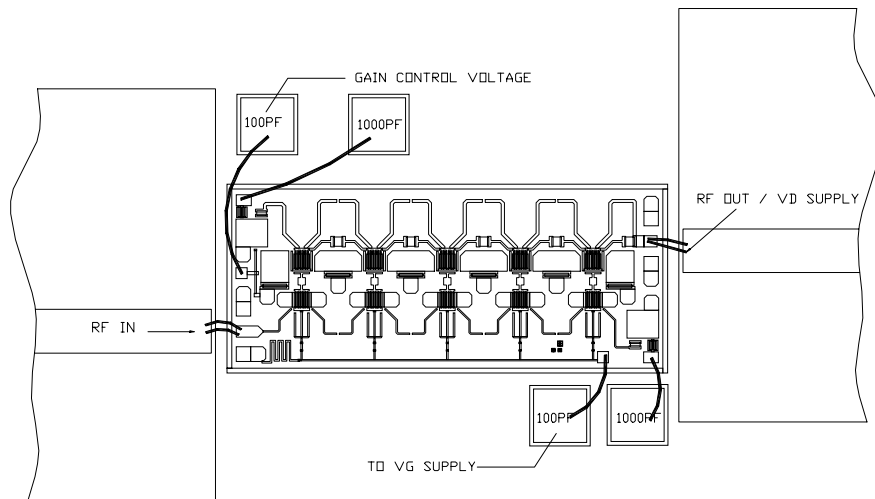 GAIN CONTROL VOLTAGE
100PF
1000PF
RF OUT / VD SUPPLY
RF IN
100PF
1000PF
TO VG SUPPLY